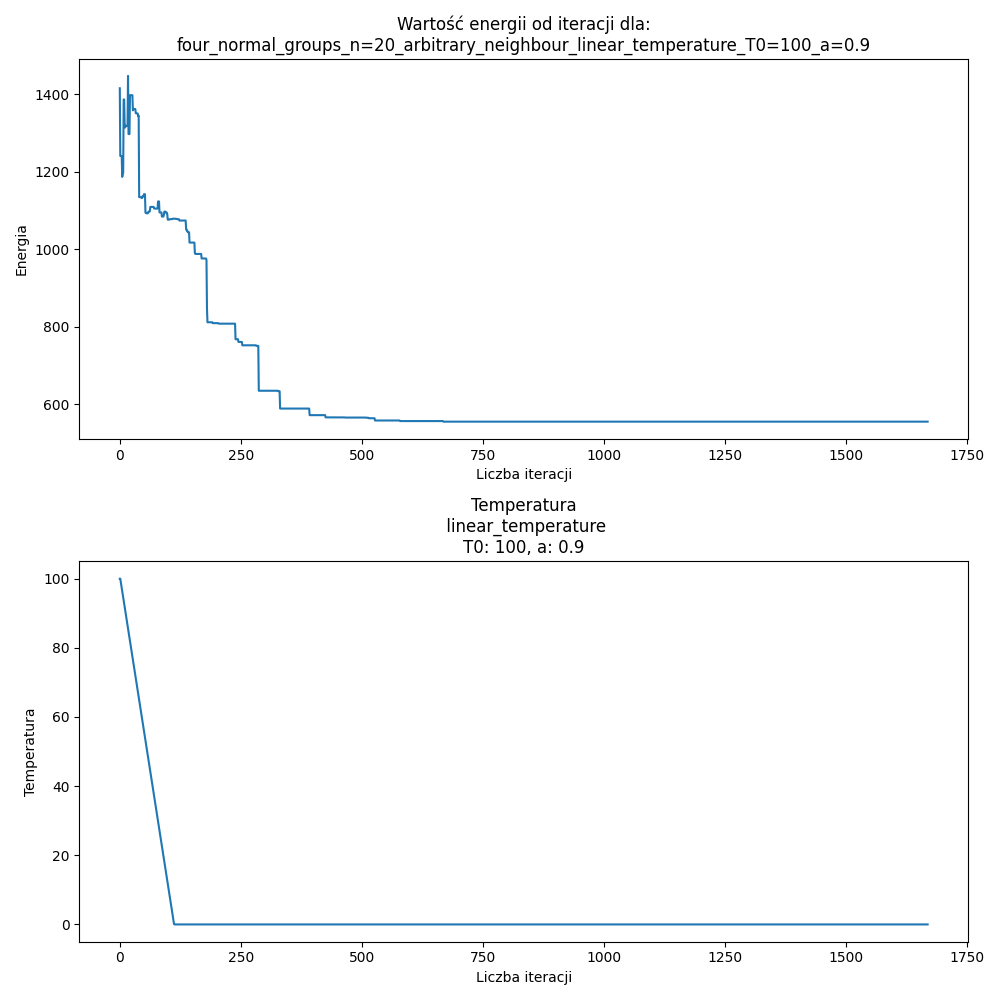 Wartość energii od iteracji dla:
four_normal_groups_n=20_arbitrary_neighbour_linear_temperature_T0=100_a=0.9
1400
1200
1000
800
600
Energia
0 250 500 750 1000 1250 1500 1750
Liczba iteracji
Temperatura
linear_temperature
T0: 100, a: 0.9
100
80
60
40
20
0
Temperatura
0 250 500 750 1000 1250 1500 1750
Liczba iteracji